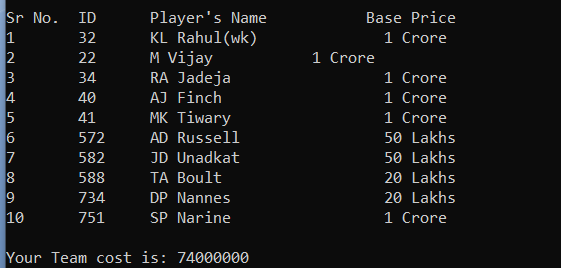 Sr No.  ID      Player's Name           Base Price
1       32      KL Rahul(wk)              1 Crore
2       22      M Vijay           1 Crore
3       34      RA Jadeja                 1 Crore
4       40      AJ Finch                  1 Crore
5       41      MK Tiwary                 1 Crore
6       572     AD Russell                50 Lakhs
7       582     JD Unadkat                50 Lakhs
8       588     TA Boult                  20 Lakhs
9       734     DP Nannes                 20 Lakhs
10      751     SP Narine                 1 Crore
Your Team cost is: 74000000